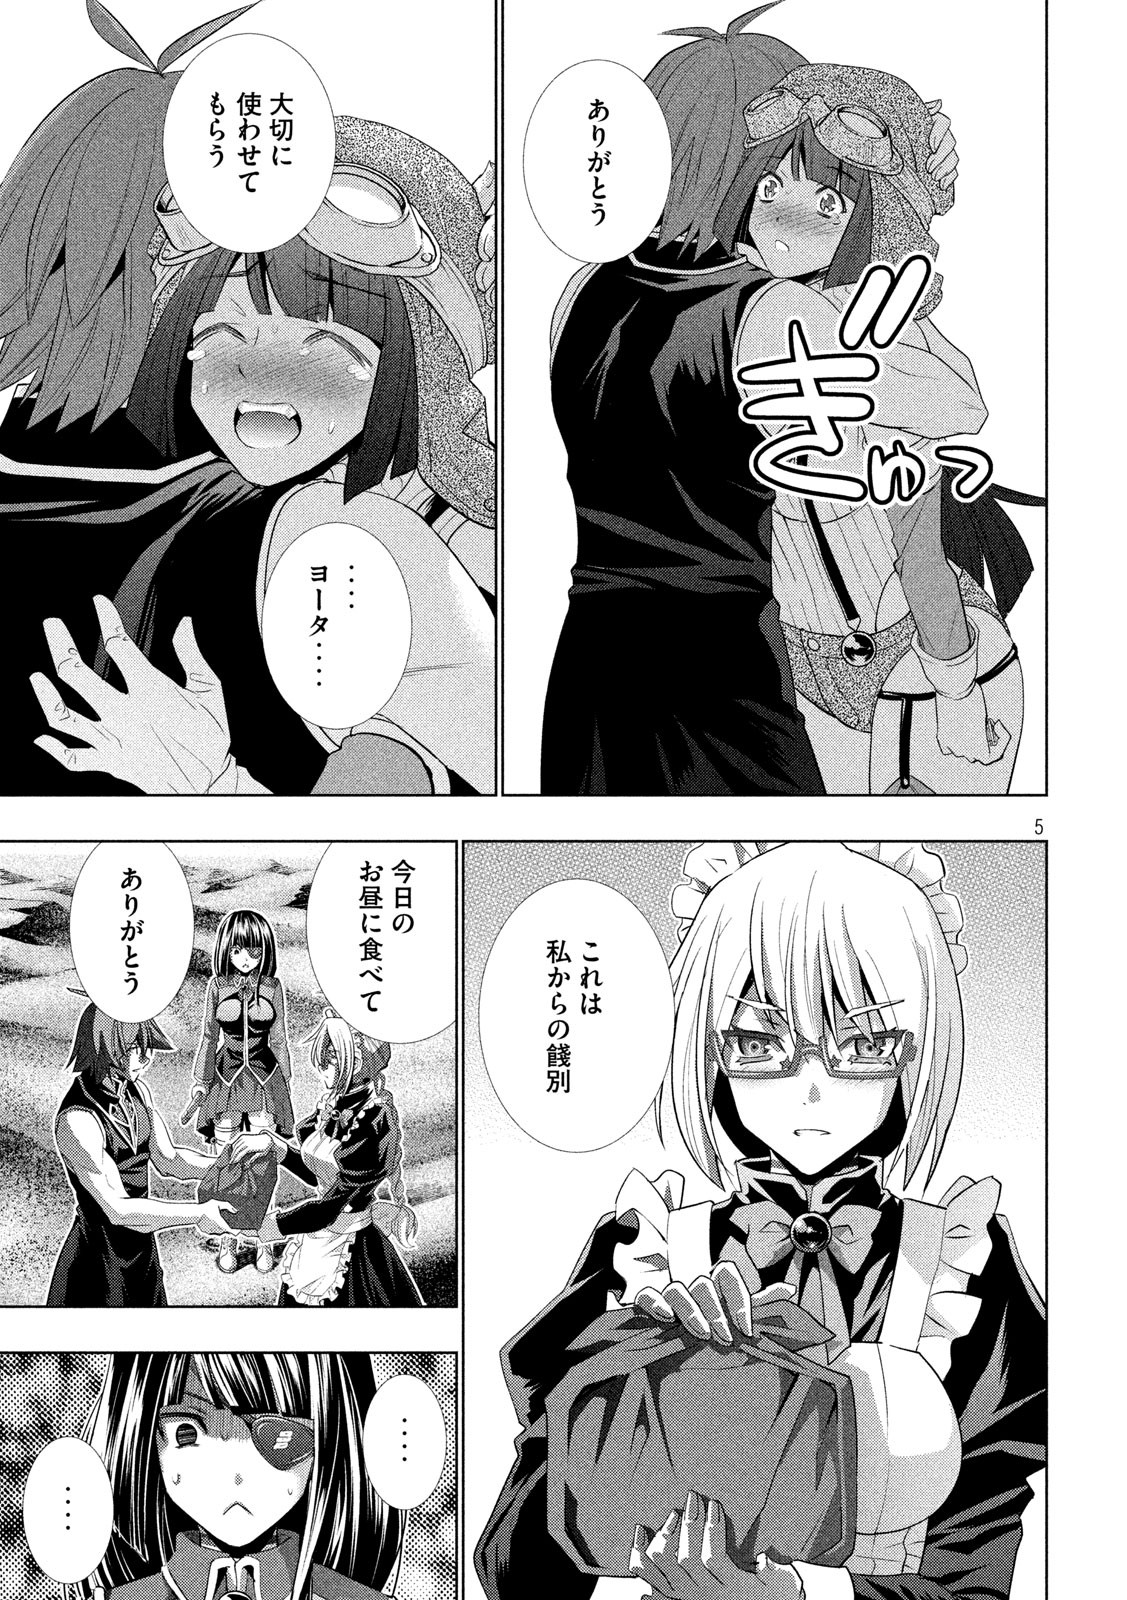 ありがとう
ぎゅっ
大切に
使わせて
もらう
‥‥
ヨータ‥‥
5
これは
私からの餞別
今日の
お昼に食べて
ありがとう
‥‥
‥‥